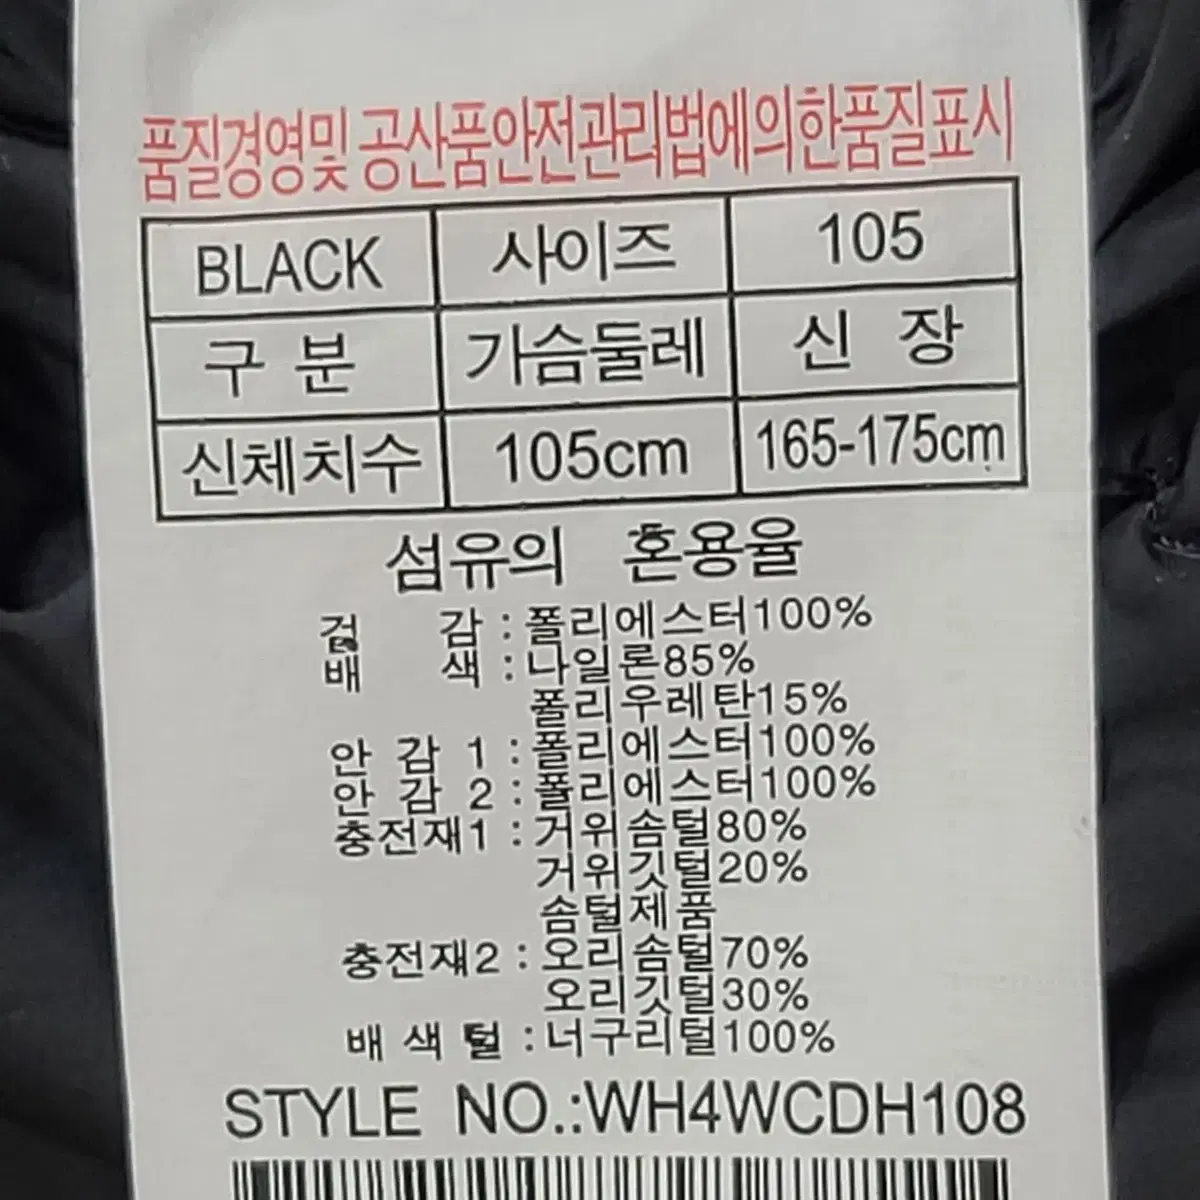 품질경영및 공산품안전관리법에의한품질표시
BLACK 사이즈 105
구 분 가슴둘레 신 장
신체치수 105cm 165-175cm
섬유의 혼용율
겉 감 : 폴리에스터100%
배 색 : 나일론85%
폴리우레탄15%
안 감 1 : 폴리에스터100%
안 감 2 : 폴리에스터100%
충전재1 : 거위솜털80%
거위깃털20%
솜털제품
충전재2 : 오리솜털70%
오리깃털30%
배 색 털 : 너구리털100%
STYLE NO.:WH4WCDH108